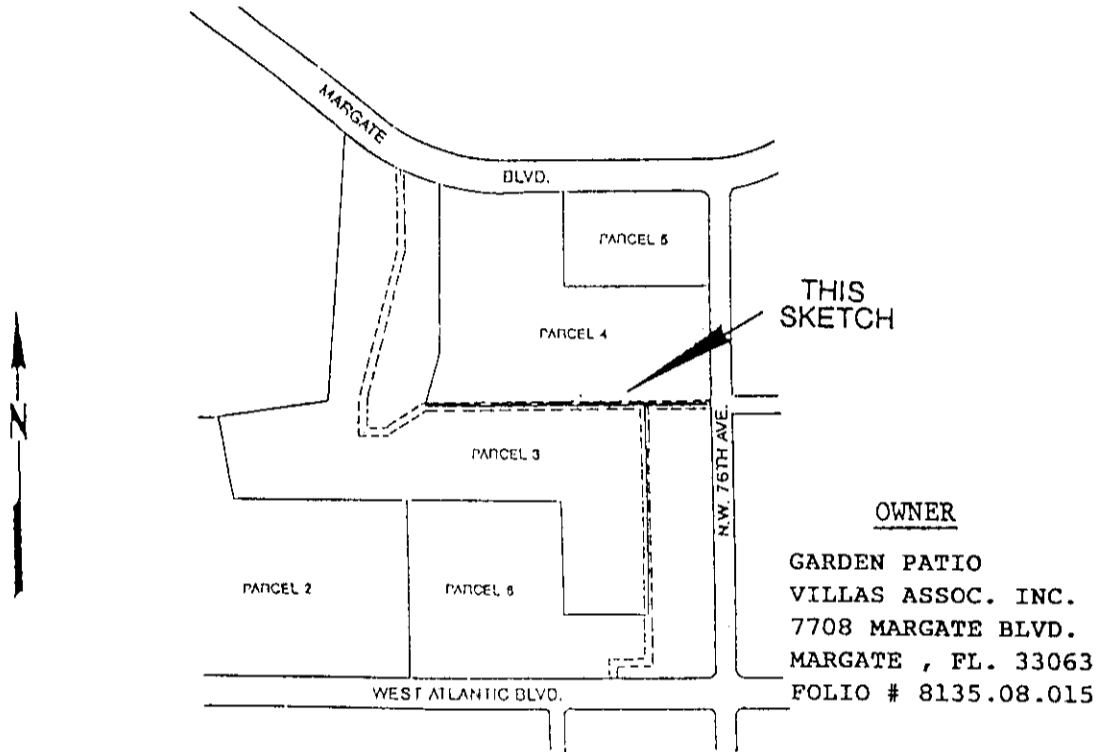 MARGATE
BLVD.
PARCEL 5
THIS
SKETCH
PARCEL 4
N
PARCEL 3
N.W. 76TH AVE.
OWNER
GARDEN PATIO
VILLAS ASSOC. INC.
7708 MARGATE BLVD.
MARGATE , FL. 33063
FOLIO # 8135.08.015
PARCEL 2
PARCEL 6
WEST ATLANTIC BLVD.